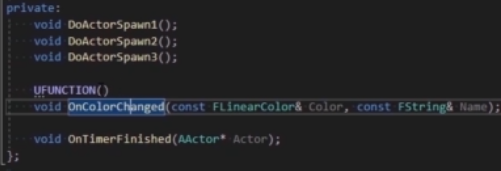 private:
void DoActorSpawn1();
void DoActorSpawn2();
void DoActorSpawn3();
UFUNCTION()
void OnColorChanged(const FLinearColor& Color, const FString& Name);
void OnTimerFinished(AActor* Actor);
};